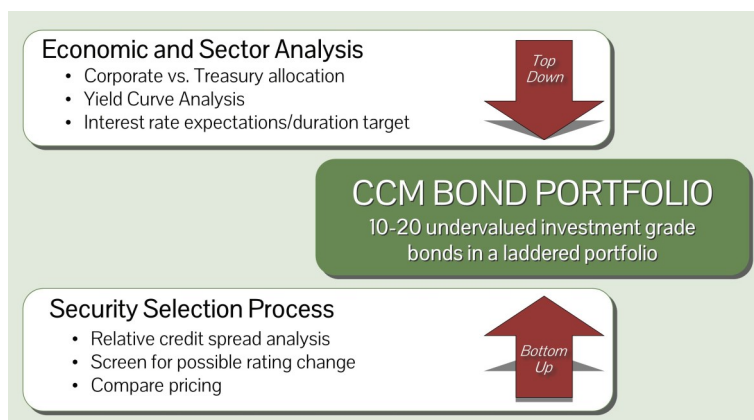 Economic and Sector Analysis
• Corporate vs. Treasury allocation
• Yield Curve Analysis
• Interest rate expectations/duration target
Top
Down
CCM BOND PORTFOLIO
10-20 undervalued investment grade
bonds in a laddered portfolio
Security Selection Process
• Relative credit spread analysis
• Screen for possible rating change
• Compare pricing
Bottom
Up